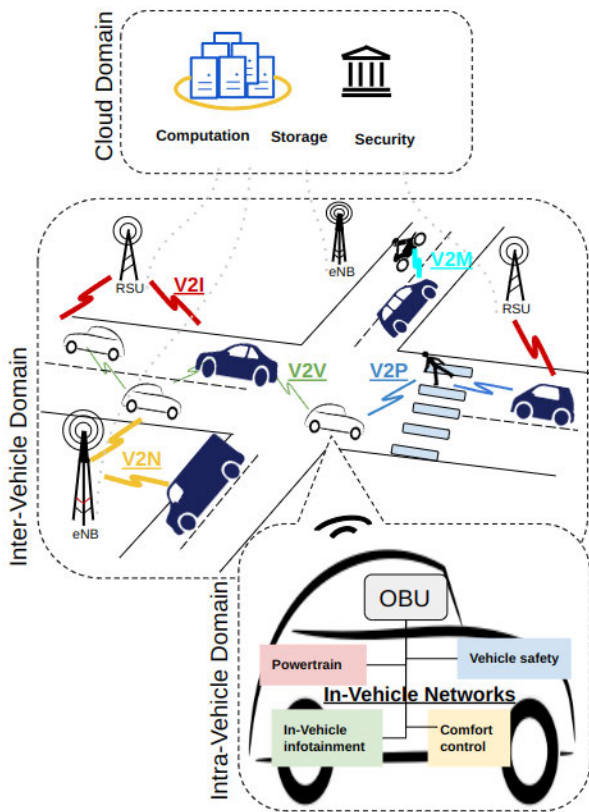 Cloud Domain
Computation Storage Security
Inter-Vehicle Domain
RSU
V2I
eNB
V2M
RSU
V2V
V2P
V2N
eNB
Intra-Vehicle Domain
OBU
Powertrain
Vehicle safety
In-Vehicle Networks
In-Vehicle
infotainment
Comfort
control